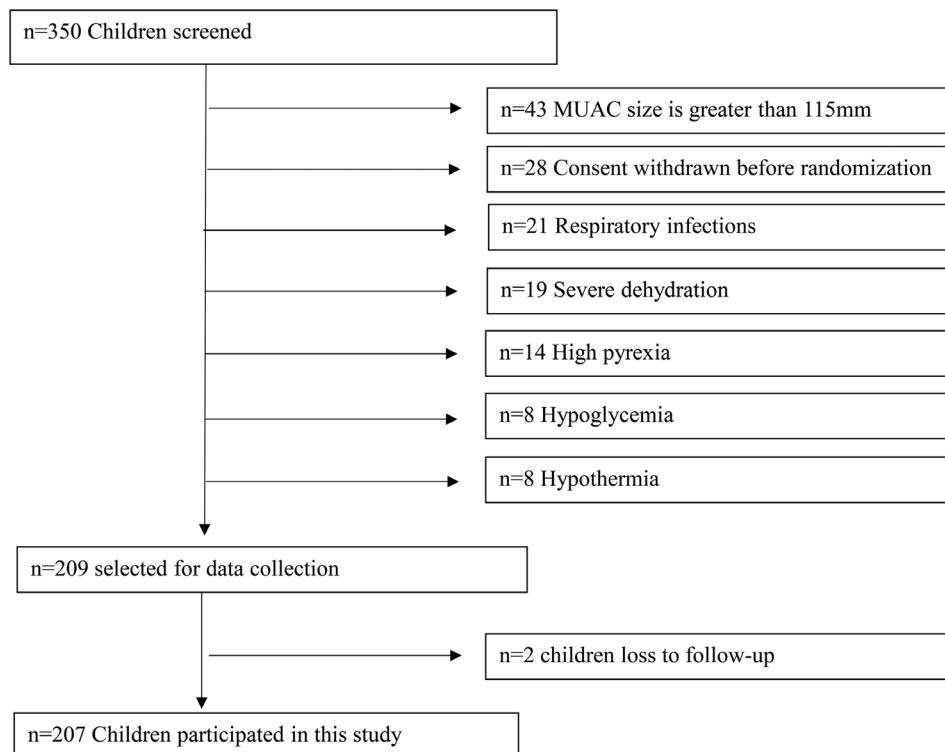 n=350 Children screened
n=43 MUAC size is greater than 115mm
n=28 Consent withdrawn before randomization
n=21 Respiratory infections
n=19 Severe dehydration
n=14 High pyrexia
n=8 Hypoglycemia
n=8 Hypothermia
n=209 selected for data collection
n=2 children loss to follow-up
n=207 Children participated in this study